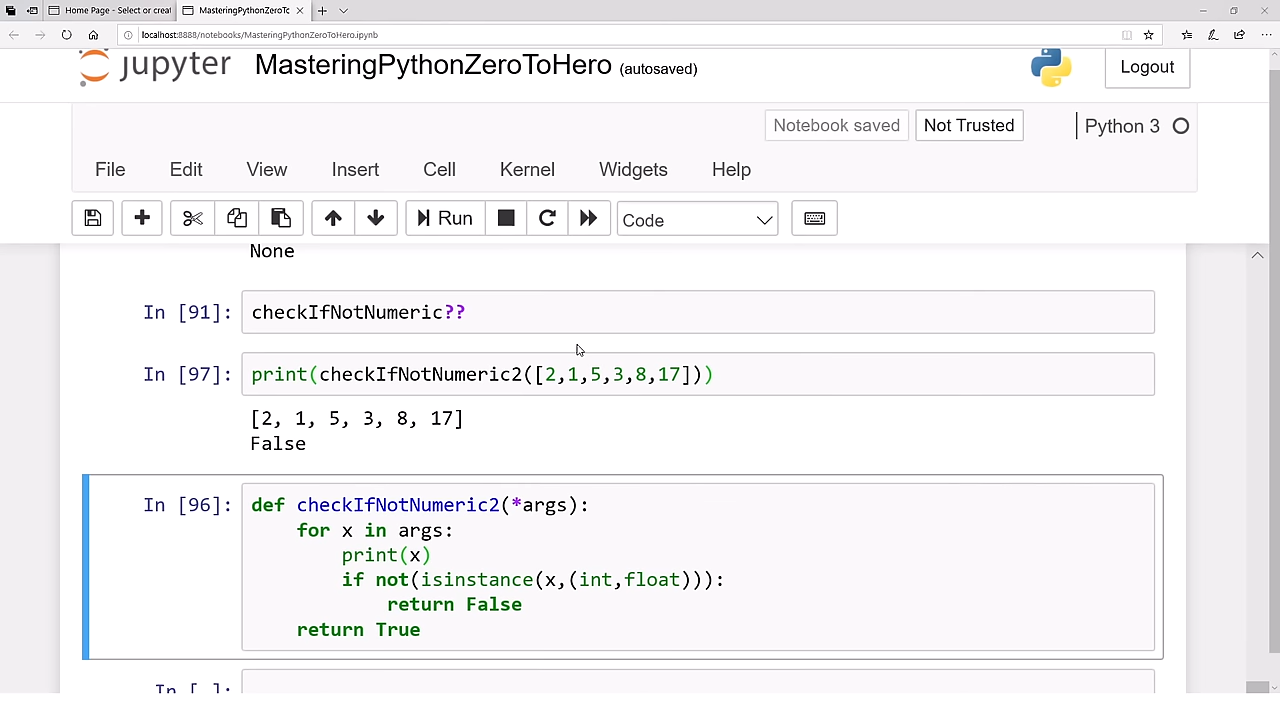 Home Page - Select or creat
MasteringPythonZeroTo
localhost:8888/notebooks/MasteringPythonZeroToHero.ipynb
jupyter MasteringPythonZeroToHero (autosaved)
Logout
Notebook saved
Not Trusted
Python 3
File Edit View Insert Cell Kernel Widgets Help
Run
Code
None
In [91]: checkIfNotNumeric??
In [97]: print(checkIfNotNumeric2([2,1,5,3,8,17]))
[2, 1, 5, 3, 8, 17]
False
In [96]: def checkIfNotNumeric2(*args):
for x in args:
print(x)
if not(isinstance(x,(int,float))):
return False
return True
In [ ]: